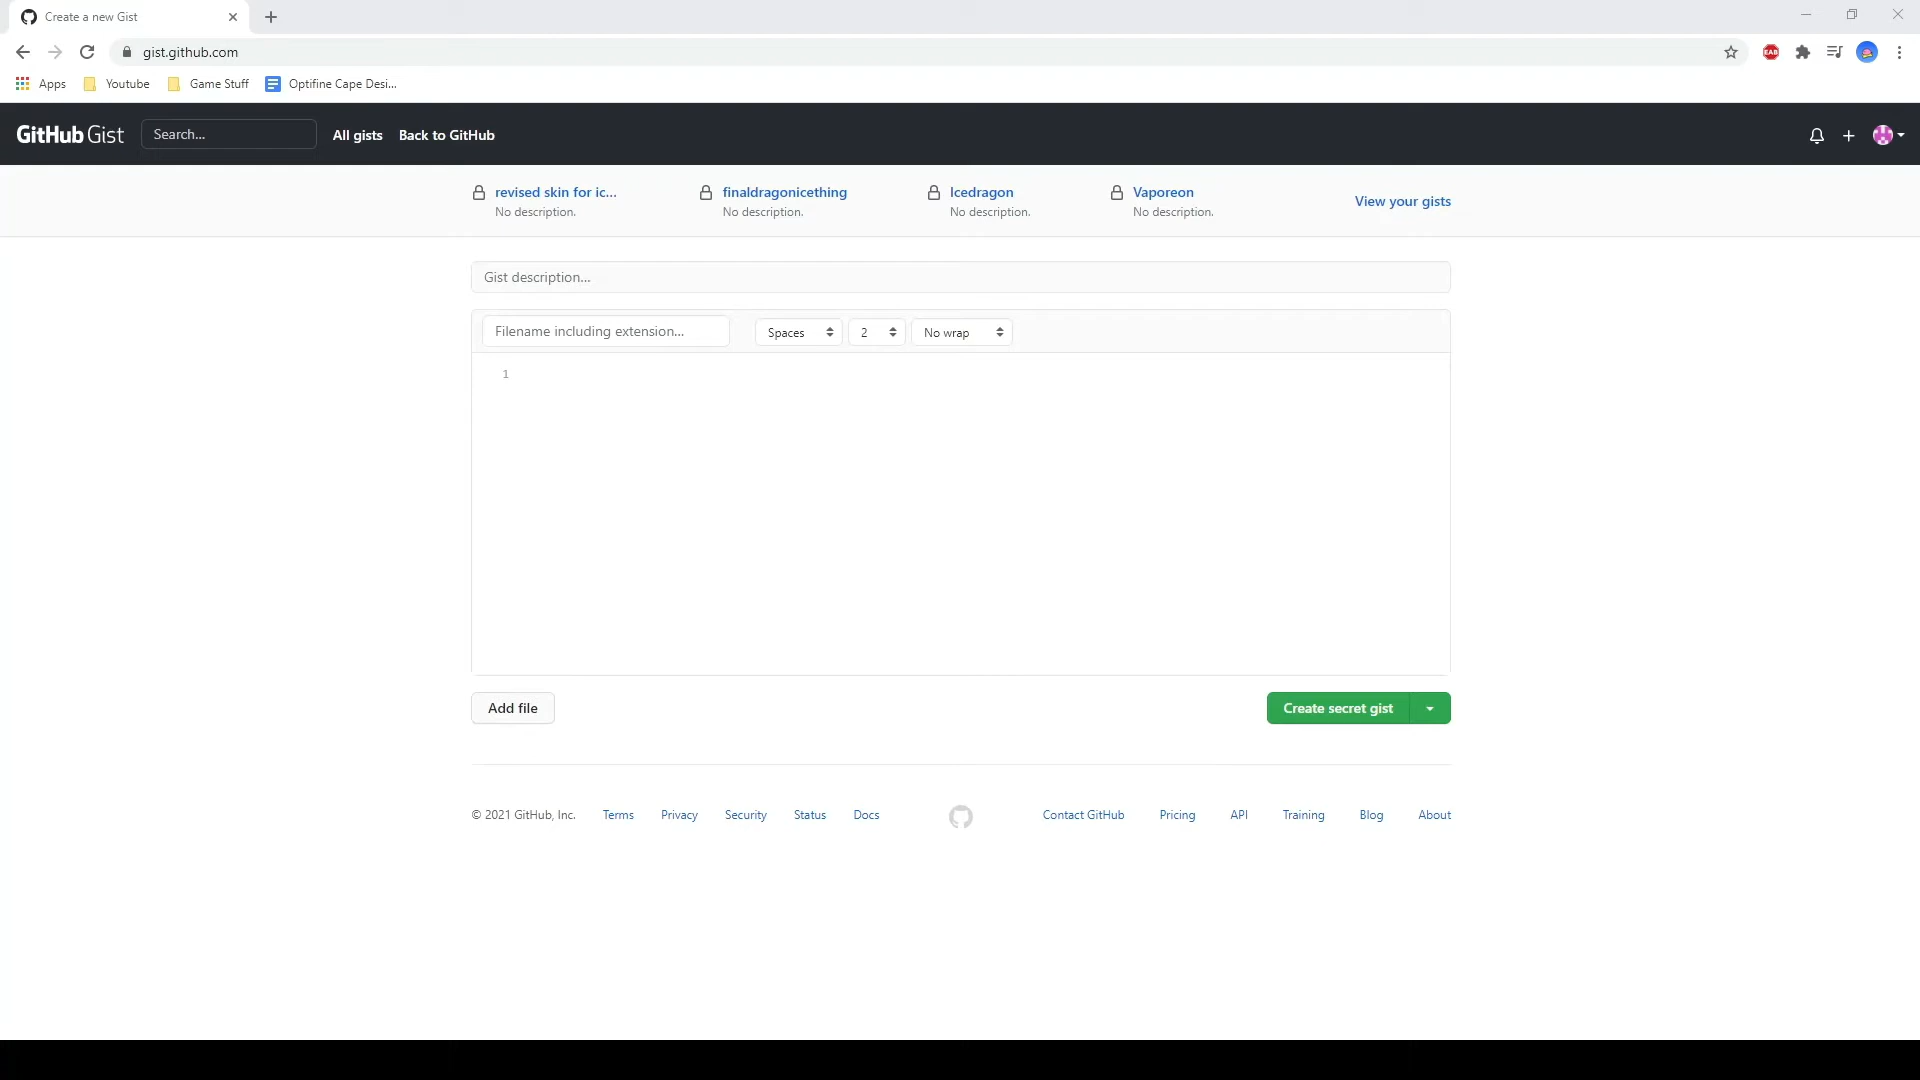 Create a new Gist
gist.github.com
EAB
Apps
Youtube
Game Stuff
Optifine Cape Desi...
GitHub Gist
Search...
All gists
Back to GitHub
revised skin for ic...
No description.
finaldragonicething
No description.
Icedragon
No description.
Vaporeon
No description.
View your gists
Gist description...
Filename including extension...
Spaces
2
No wrap
1
Add file
Create secret gist
© 2021 GitHub, Inc.
Terms
Privacy
Security
Status
Docs
Contact GitHub
Pricing
API
Training
Blog
About